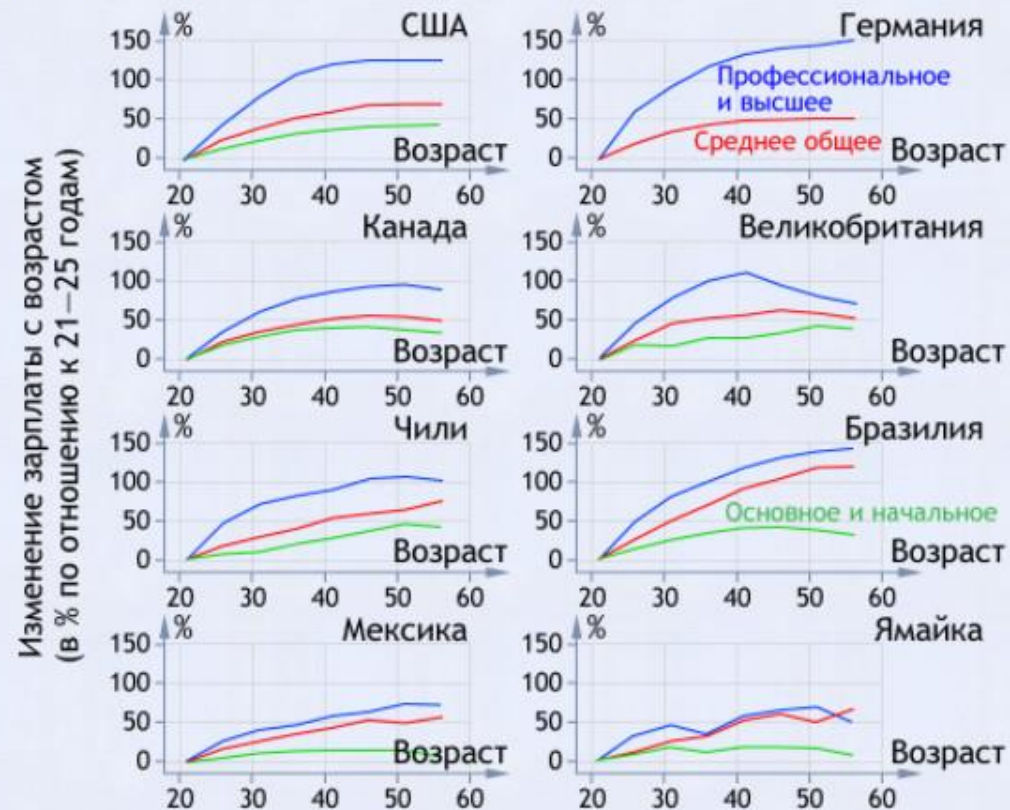 Изменение зарплаты с возрастом
(в % по отношению к 21—25 годам)
% США
150
100
50
0
Возраст
20 30 40 50 60
% Германия
150
100
50
0
Профессиональное
и высшее
Среднее общее
Возраст
20 30 40 50 60
% Канада
150
100
50
0
Возраст
20 30 40 50 60
% Великобритания
150
100
50
0
Возраст
20 30 40 50 60
% Чили
150
100
50
0
Возраст
20 30 40 50 60
% Бразилия
150
100
50
0
Основное и начальное
Возраст
20 30 40 50 60
% Мексика
150
100
50
0
Возраст
20 30 40 50 60
% Ямайка
150
100
50
0
Возраст
20 30 40 50 60